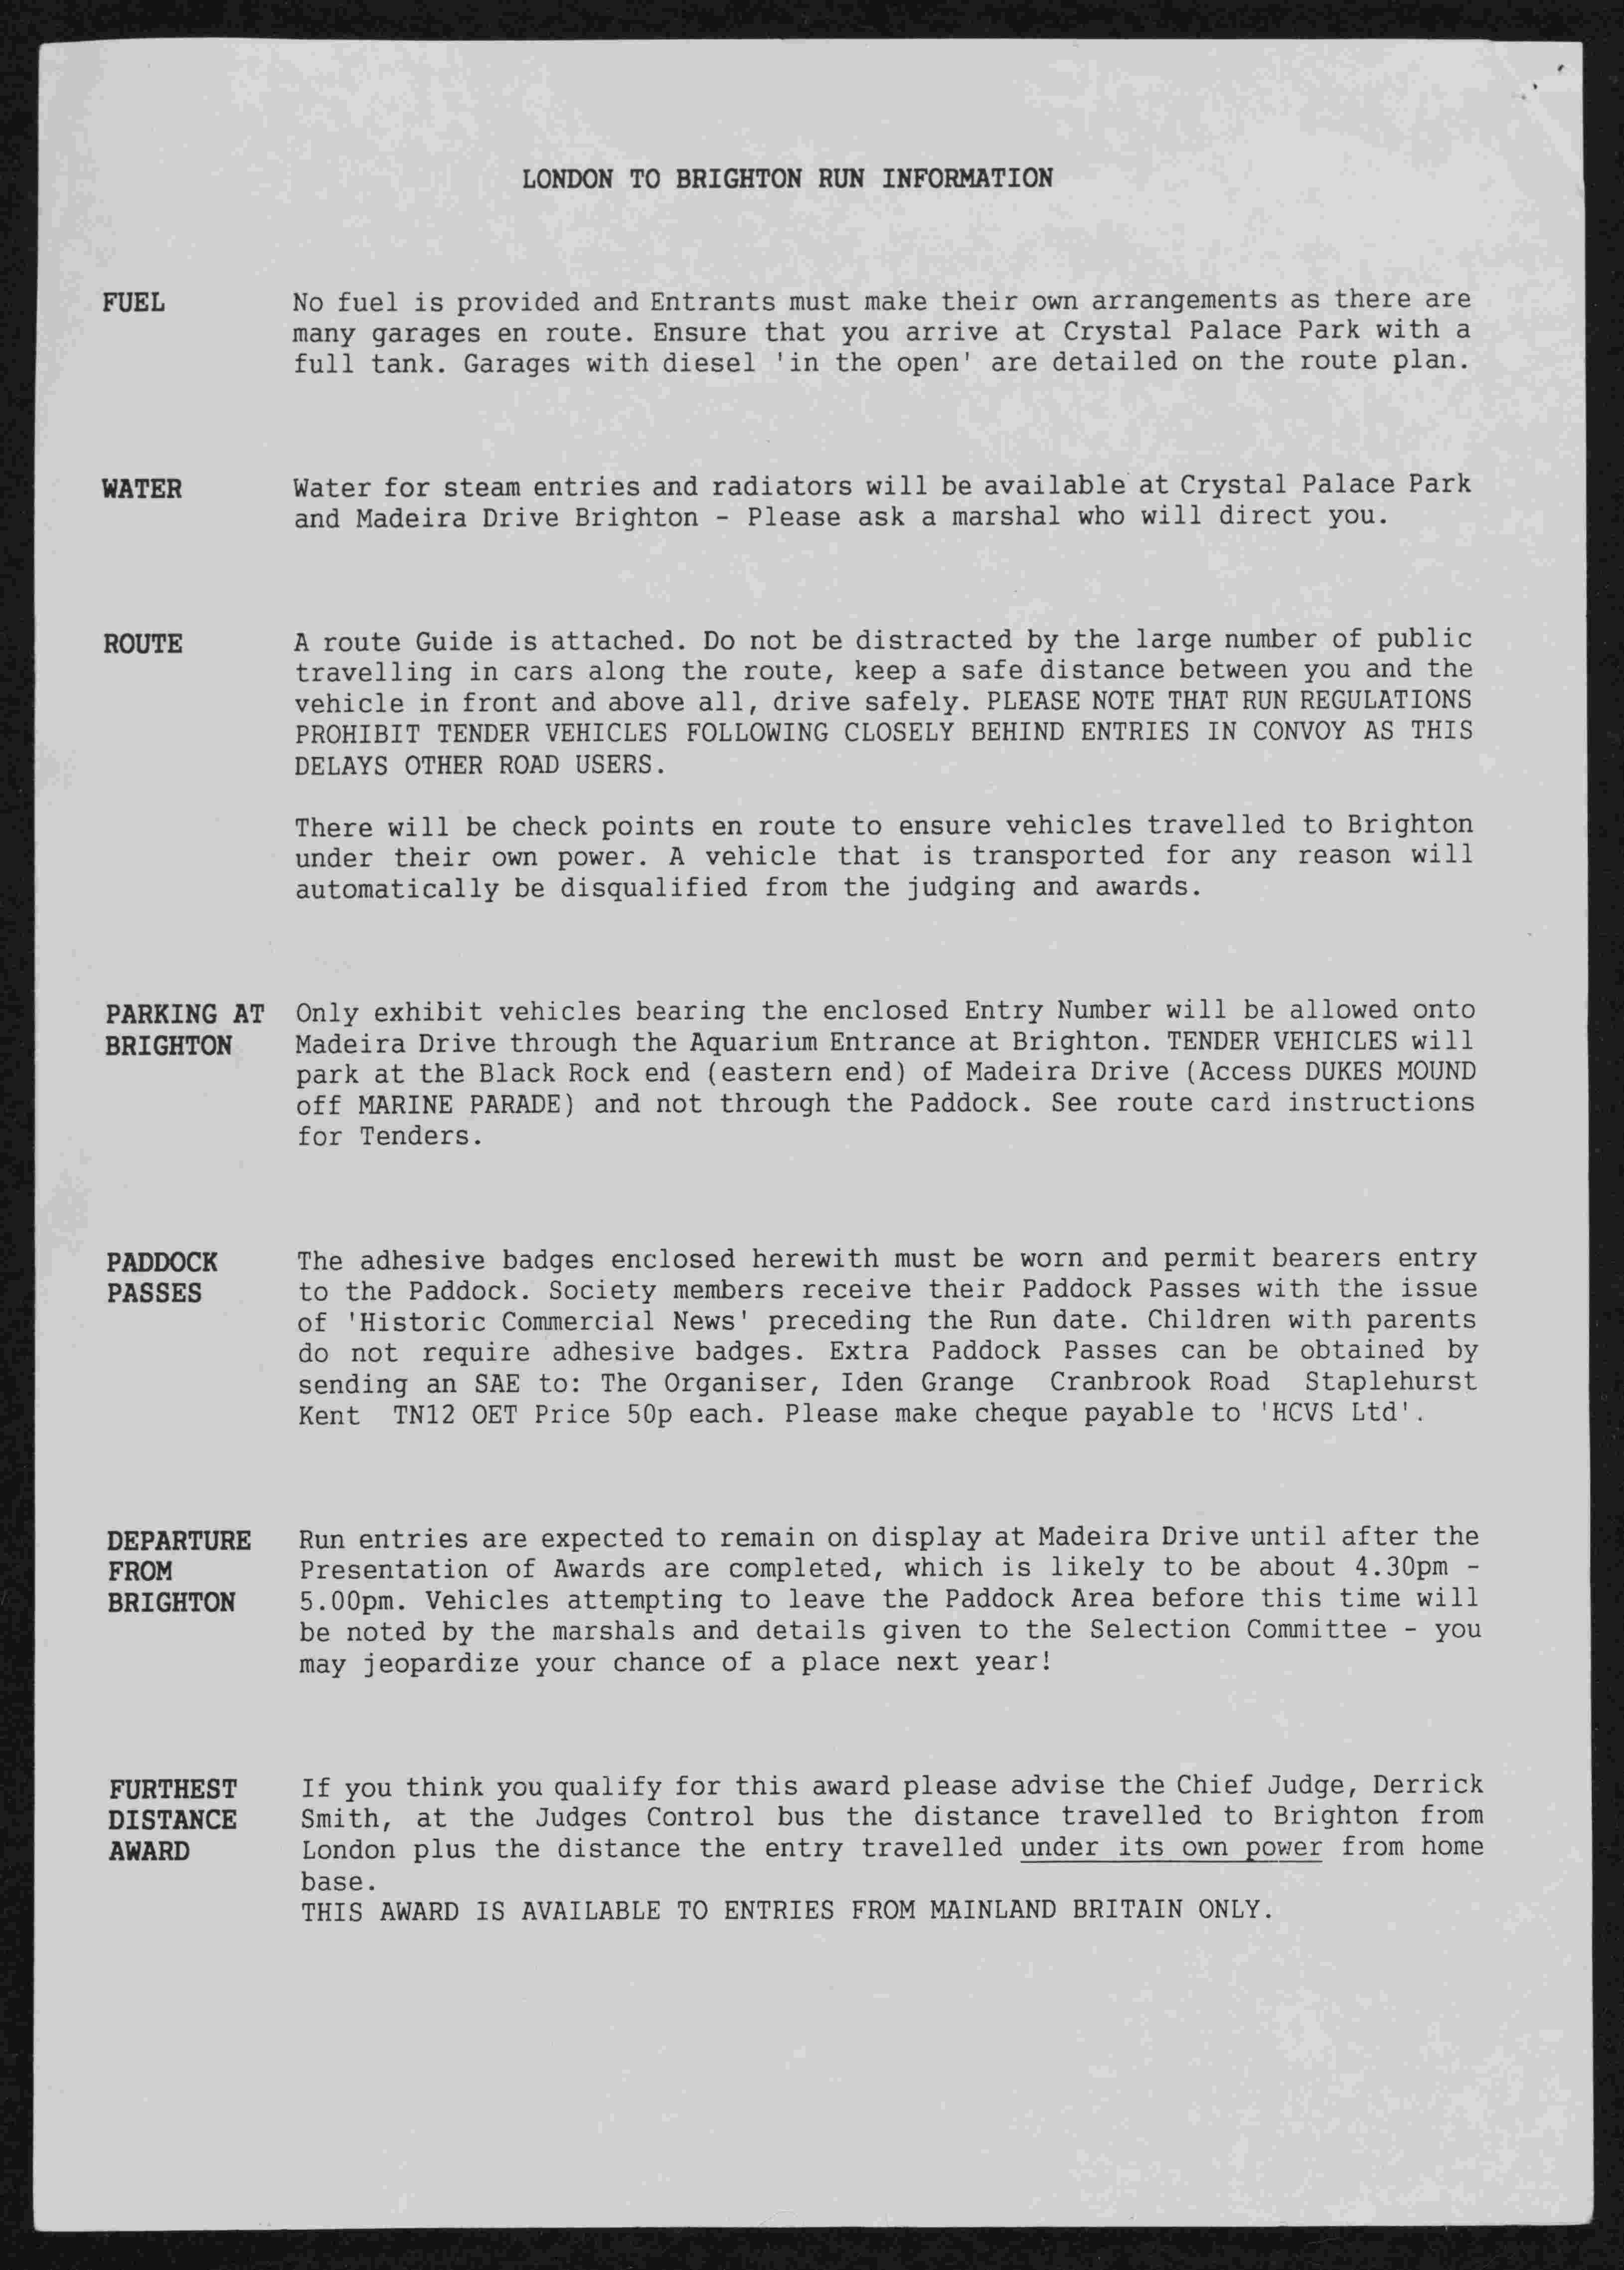 LONDON TO BRIGHTON RUN INFORMATION
FUEL No fuel is provided and Entrants must make their own arrangements as there are
many garages en route. Ensure that you arrive at Crystal Palace Park with a
full tank. Garages with diesel 'in the open' are detailed on the route plan.
WATER Water for steam entries and radiators will be available at Crystal Palace Park
and Madeira Drive Brighton - Please ask a marshal who will direct you.
ROUTE A route Guide is attached. Do not be distracted by the large number of public
travelling in cars along the route, keep a safe distance between you and the
vehicle in front and above all, drive safely. PLEASE NOTE THAT RUN REGULATIONS
PROHIBIT TENDER VEHICLES FOLLOWING CLOSELY BEHIND ENTRIES IN CONVOY AS THIS
DELAYS OTHER ROAD USERS.
There will be check points en route to ensure vehicles travelled to Brighton
under their own power. A vehicle that is transported for any reason will
automatically be disqualified from the judging and awards.
PARKING AT Only exhibit vehicles bearing the enclosed Entry Number will be allowed onto
BRIGHTON Madeira Drive through the Aquarium Entrance at Brighton. TENDER VEHICLES will
park at the Black Rock end (eastern end) of Madeira Drive (Access DUKES MOUND
off MARINE PARADE) and not through the Paddock. See route card instructions
for Tenders.
PADDOCK The adhesive badges enclosed herewith must be worn and permit bearers entry
PASSES to the Paddock. Society members receive their Paddock Passes with the issue
of 'Historic Commercial News' preceding the Run date. Children with parents
do not require adhesive badges. Extra Paddock Passes can be obtained by
sending an SAE to: The Organiser, Iden Grange Cranbrook Road Staplehurst
Kent TN12 OET Price 50p each. Please make cheque payable to 'HCVS Ltd'.
DEPARTURE Run entries are expected to remain on display at Madeira Drive until after the
FROM Presentation of Awards are completed, which is likely to be about 4.30pm -
BRIGHTON 5.00pm. Vehicles attempting to leave the Paddock Area before this time will
be noted by the marshals and details given to the Selection Committee - you
may jeopardize your chance of a place next year!
FURTHEST If you think you qualify for this award please advise the Chief Judge, Derrick
DISTANCE Smith, at the Judges Control bus the distance travelled to Brighton from
AWARD London plus the distance the entry travelled under its own power from home
base.
THIS AWARD IS AVAILABLE TO ENTRIES FROM MAINLAND BRITAIN ONLY.